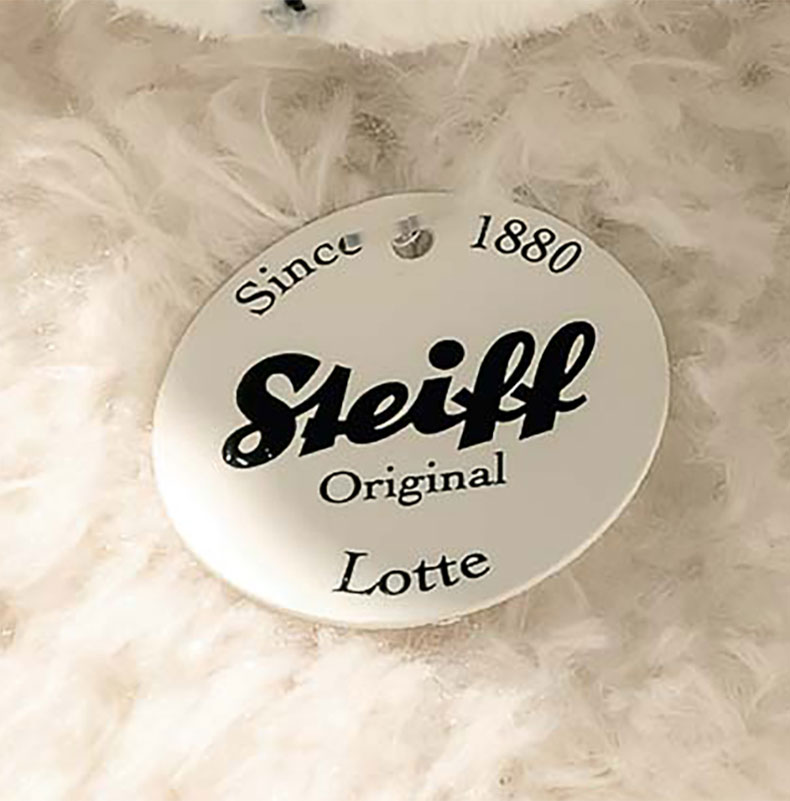 Since 1880
Steiff
Original
Lotte